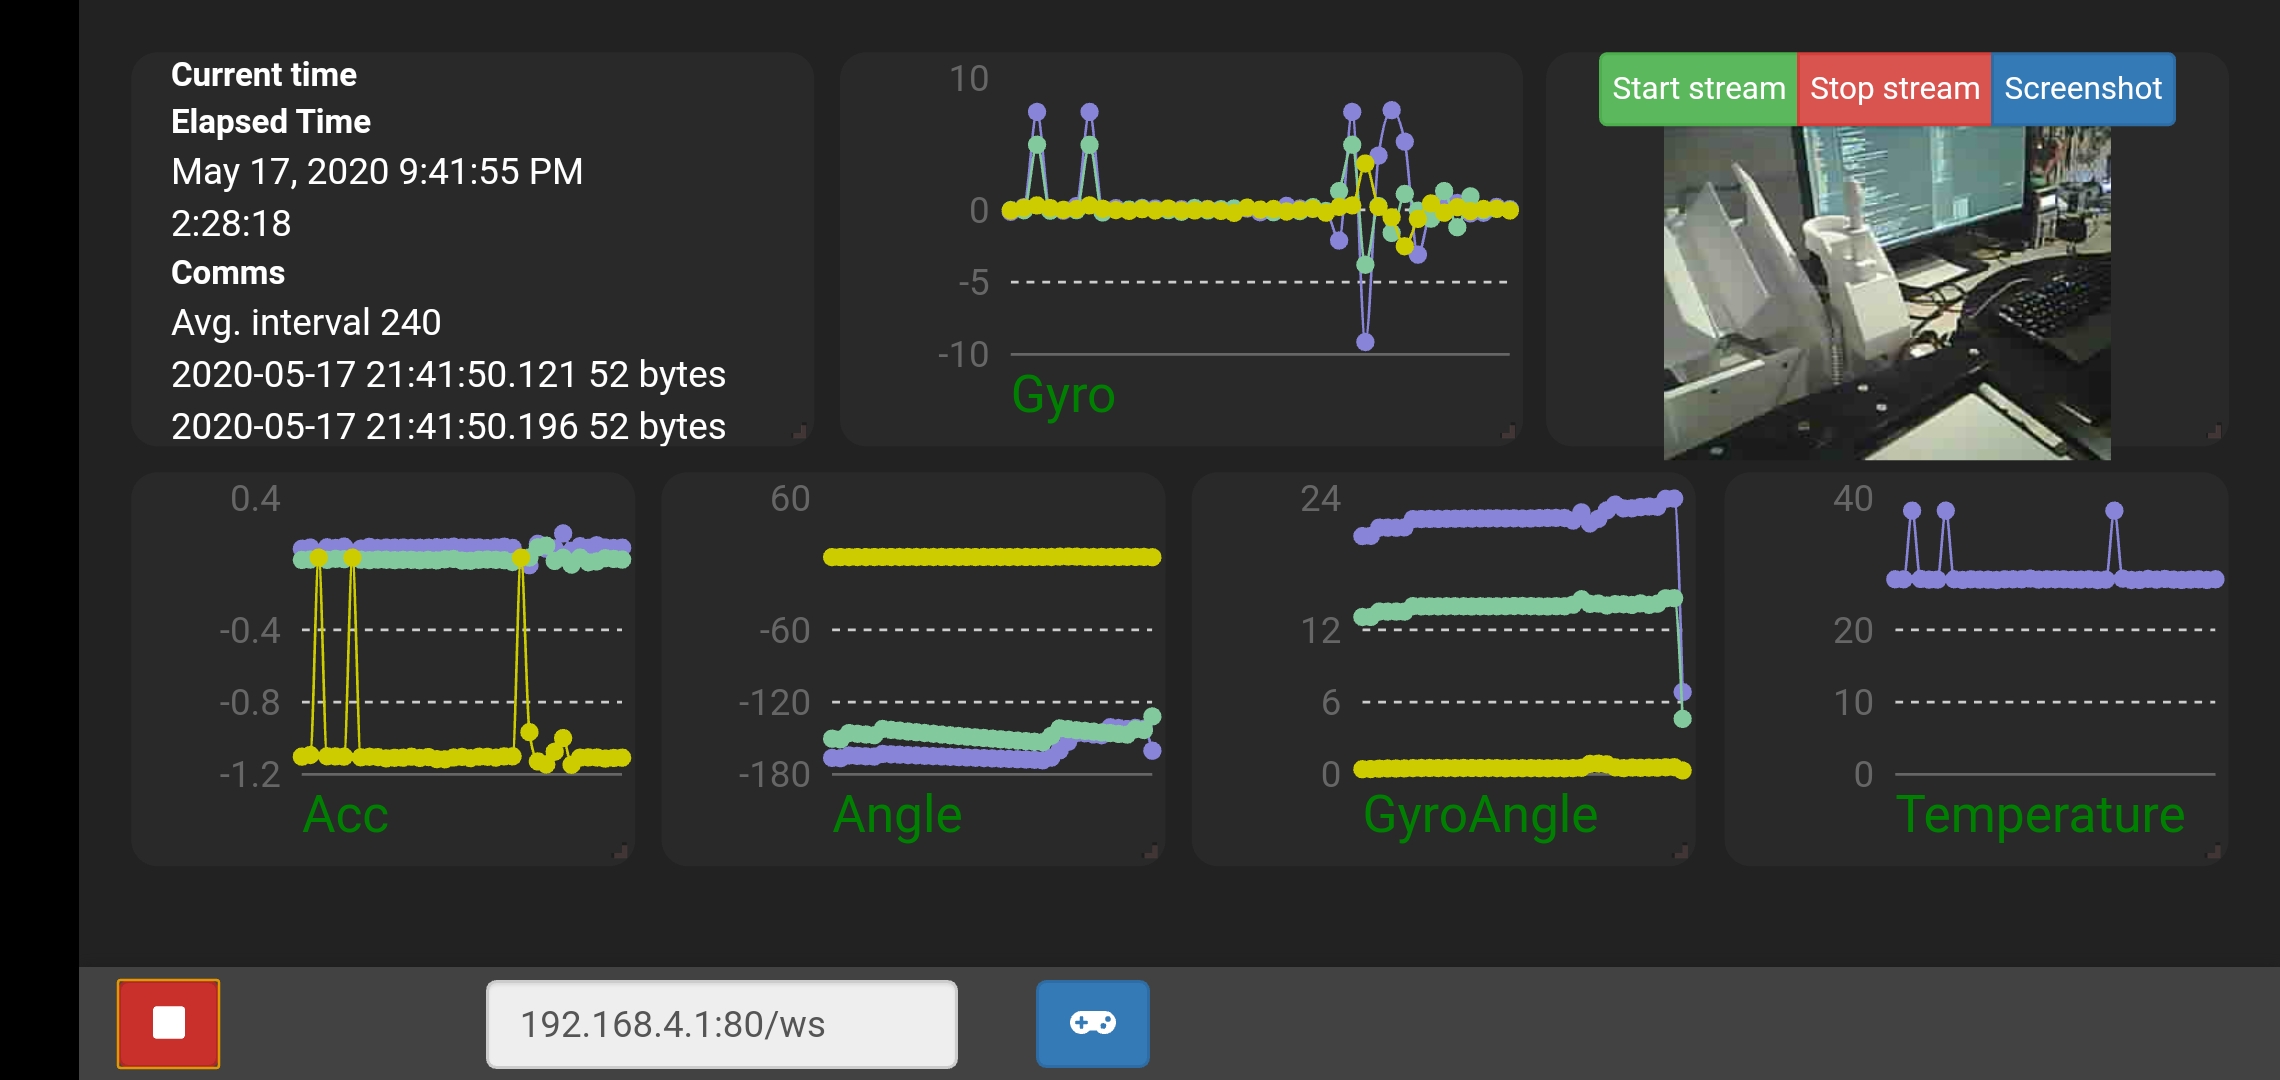 Current time
Elapsed Time
May 17, 2020 9:41:55 PM
2:28:18
Comms
Avg. interval 240
2020-05-17 21:41:50.121 52 bytes
2020-05-17 21:41:50.196 52 bytes
10
0
-5
-10
Gyro
Start stream
Stop stream
Screenshot
0.4
-0.4
-0.8
-1.2
Acc
60
-60
-120
-180
Angle
24
12
6
0
GyroAngle
40
20
10
0
Temperature
192.168.4.1:80/ws